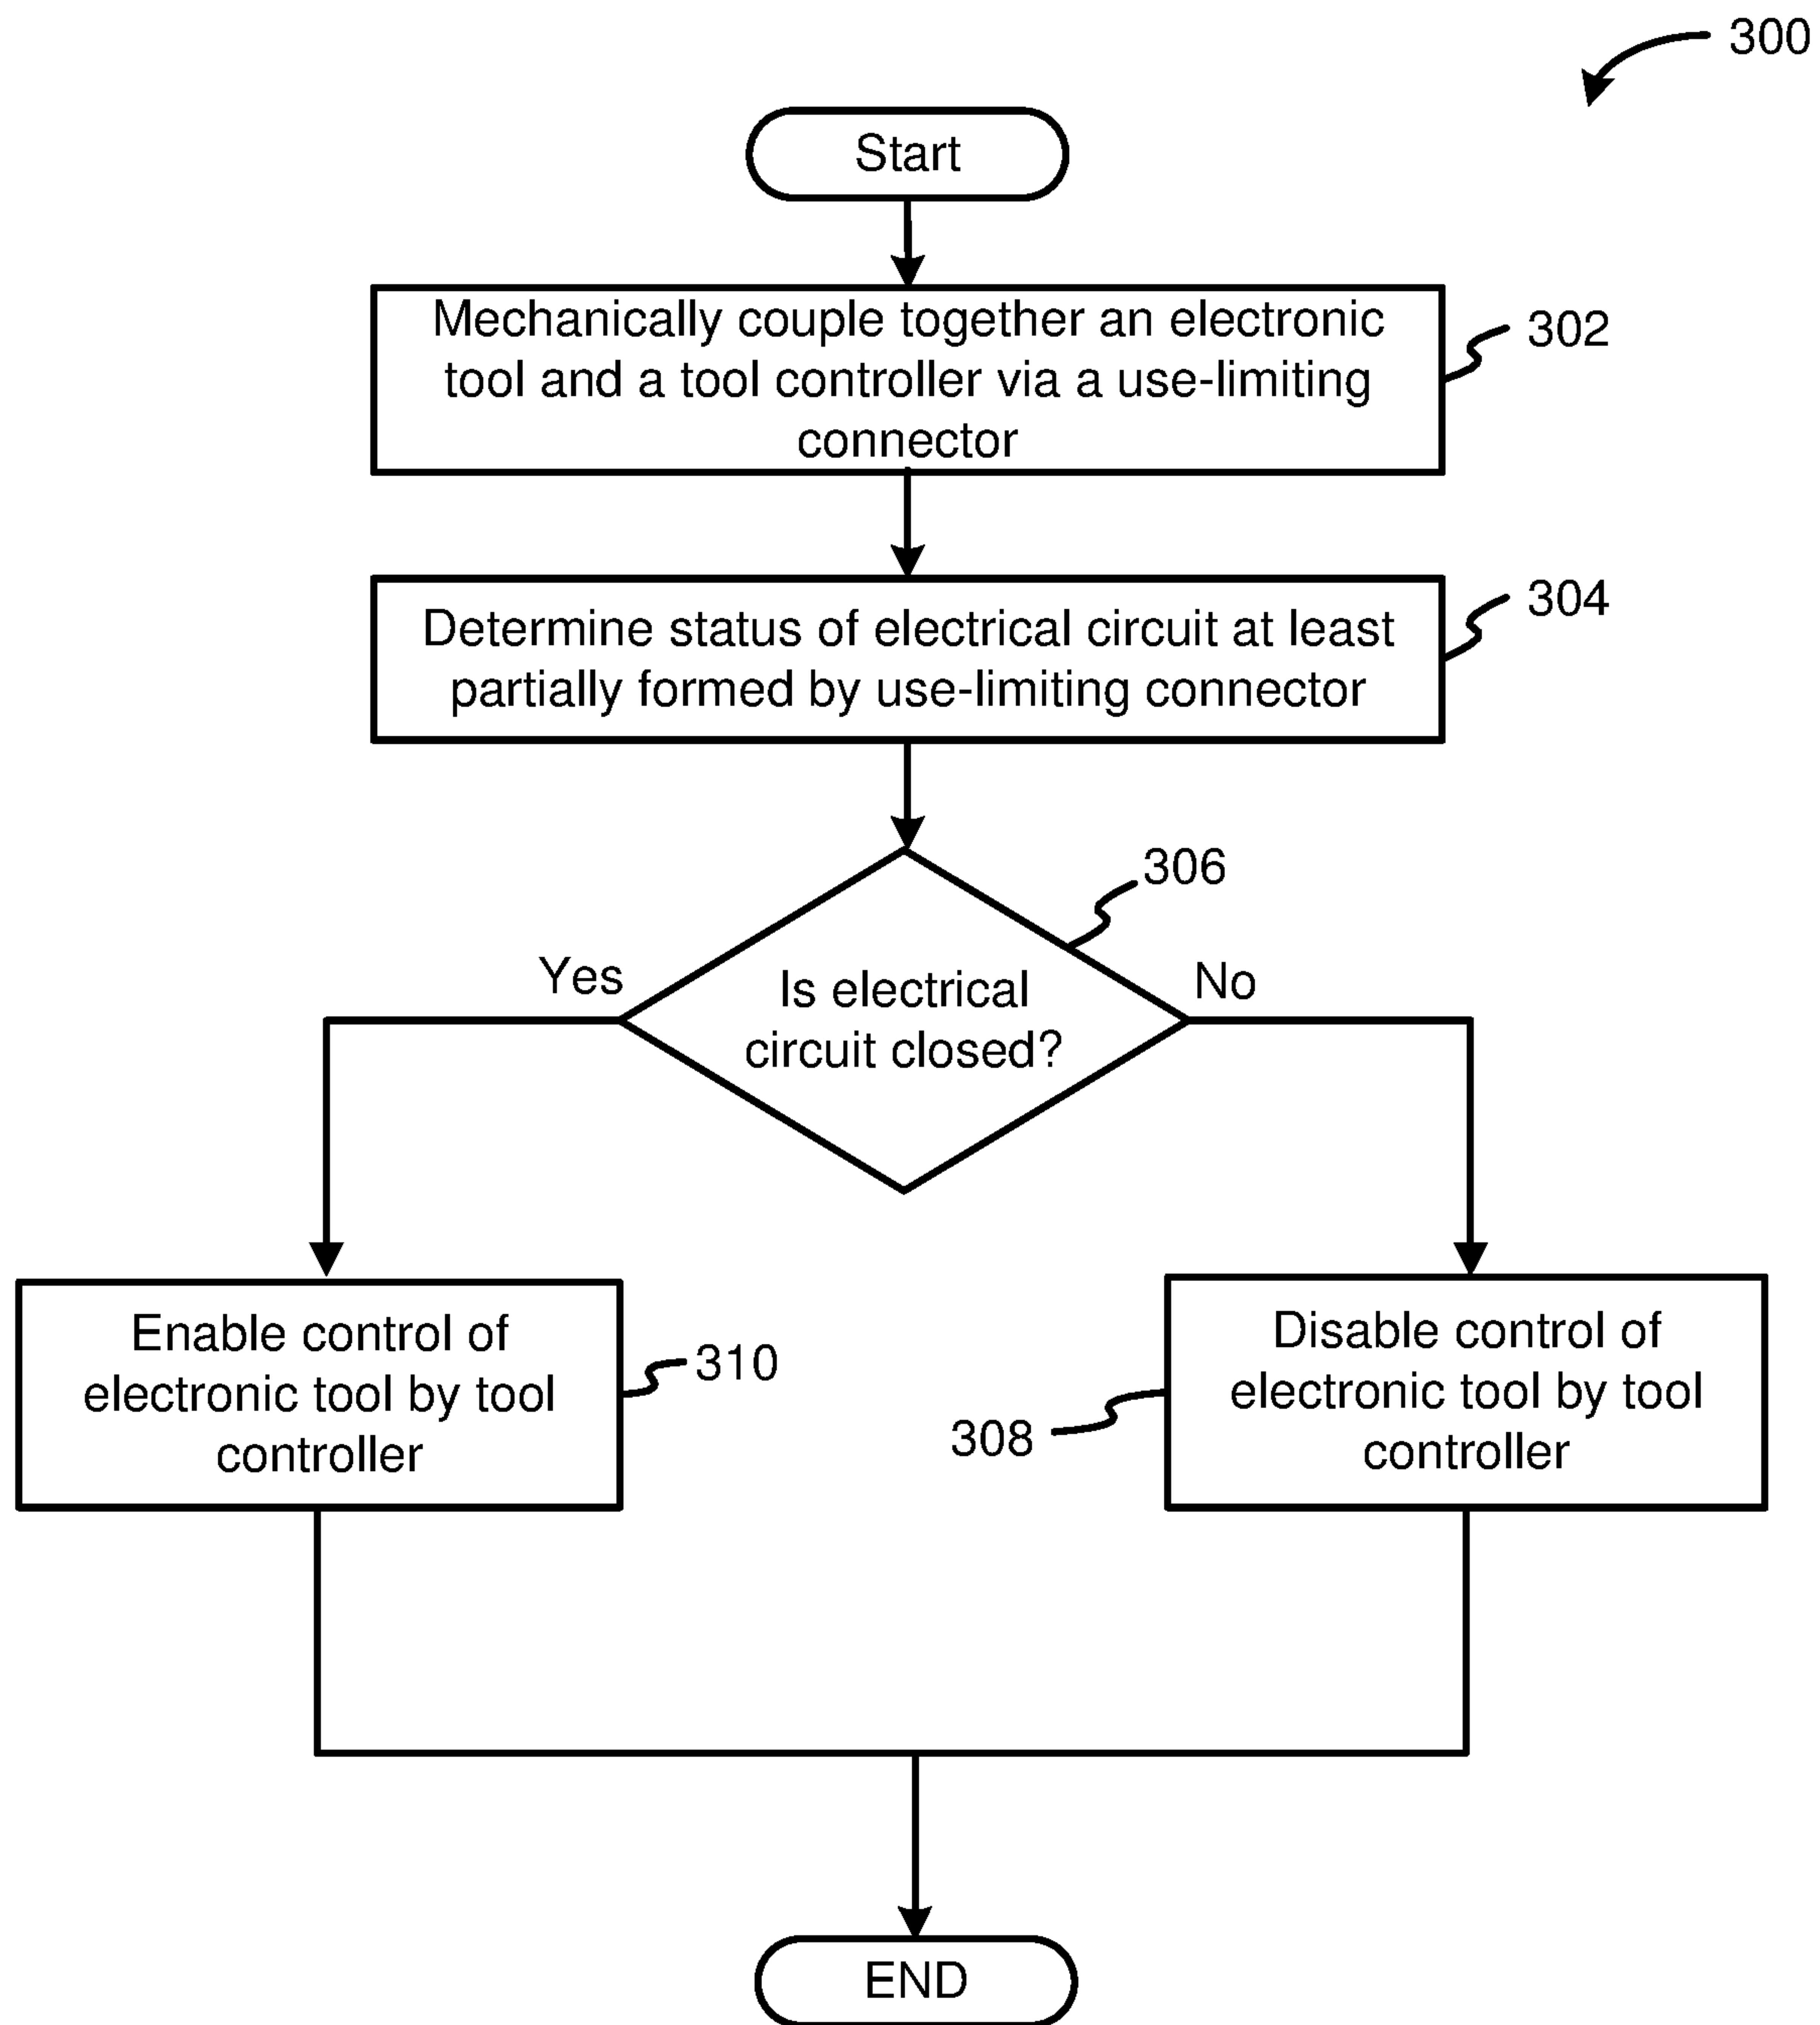 300
Start
Mechanically couple together an electronic
tool and a tool controller via a use-limiting
connector
302
Determine status of electrical circuit at least
partially formed by use-limiting connector
304
306
Is electrical
circuit closed?
Yes
No
Enable control of
electronic tool by tool
controller
310
Disable control of
electronic tool by tool
controller
308
END